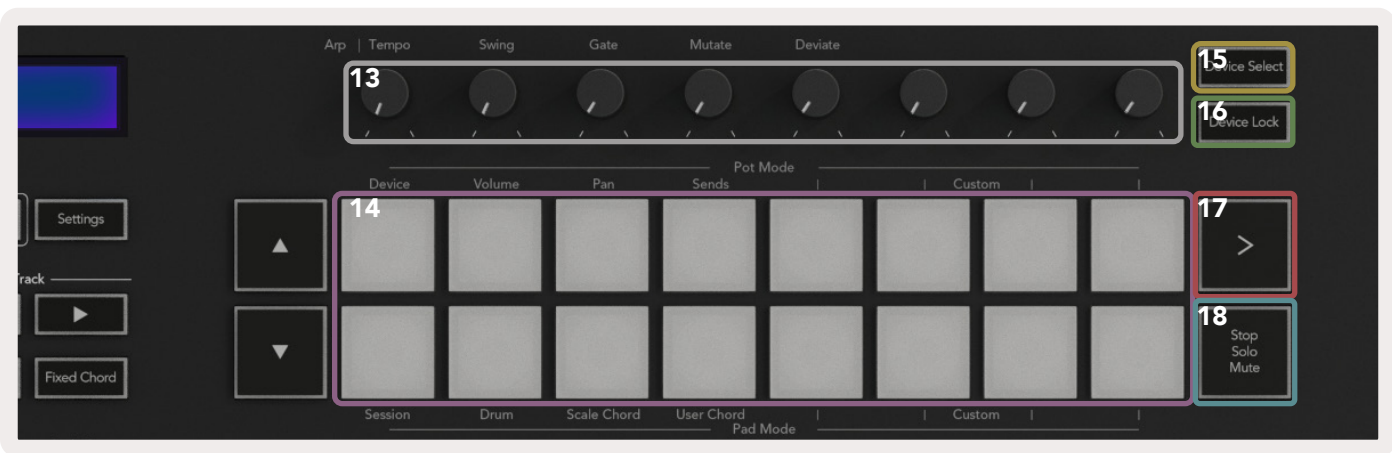 Arp | Tempo Swing Gate Mutate Deviate
13
15
Device Select
16
Device Lock
Pot Mode
Device Volume Pan Sends | | Custom | |
14
17
Settings
▲
>
Track
▶
18
Stop
Solo
Mute
▼
Fixed Chord
Session Drum Scale Chord User Chord | | Custom | |
Pad Mode